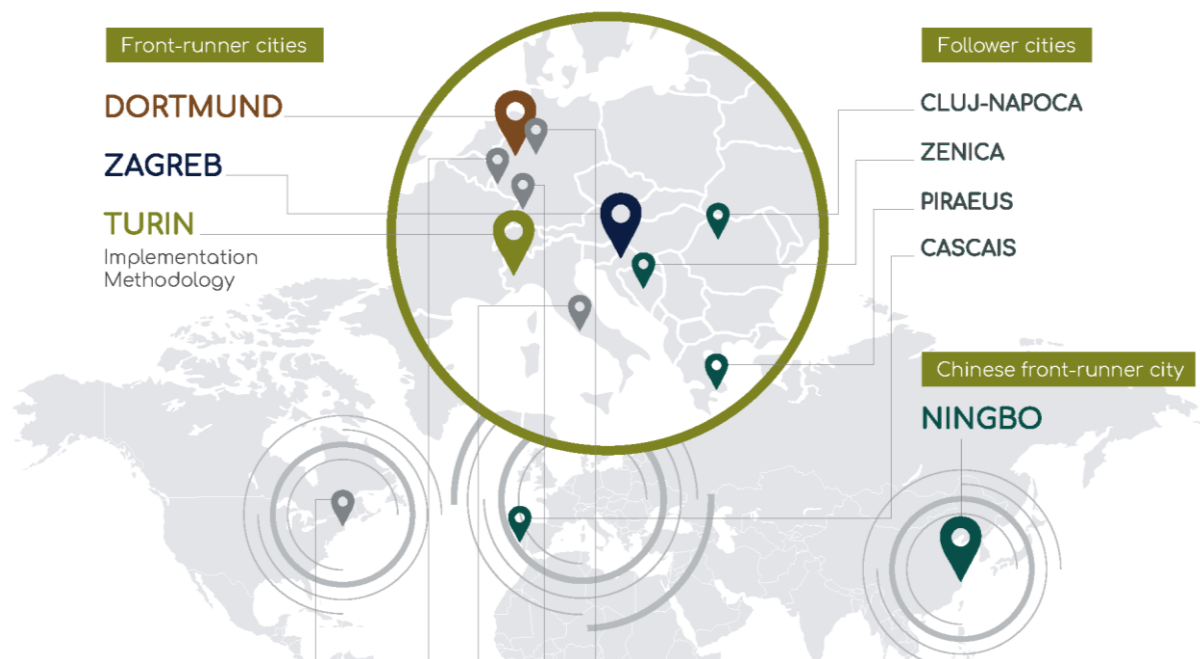 Front-runner cities
DORTMUND
ZAGREB
TURIN
Implementation
Methodology
Follower cities
CLUJ-NAPOCA
ZENICA
PIRAEUS
CASCAIS
Chinese front-runner city
NINGBO